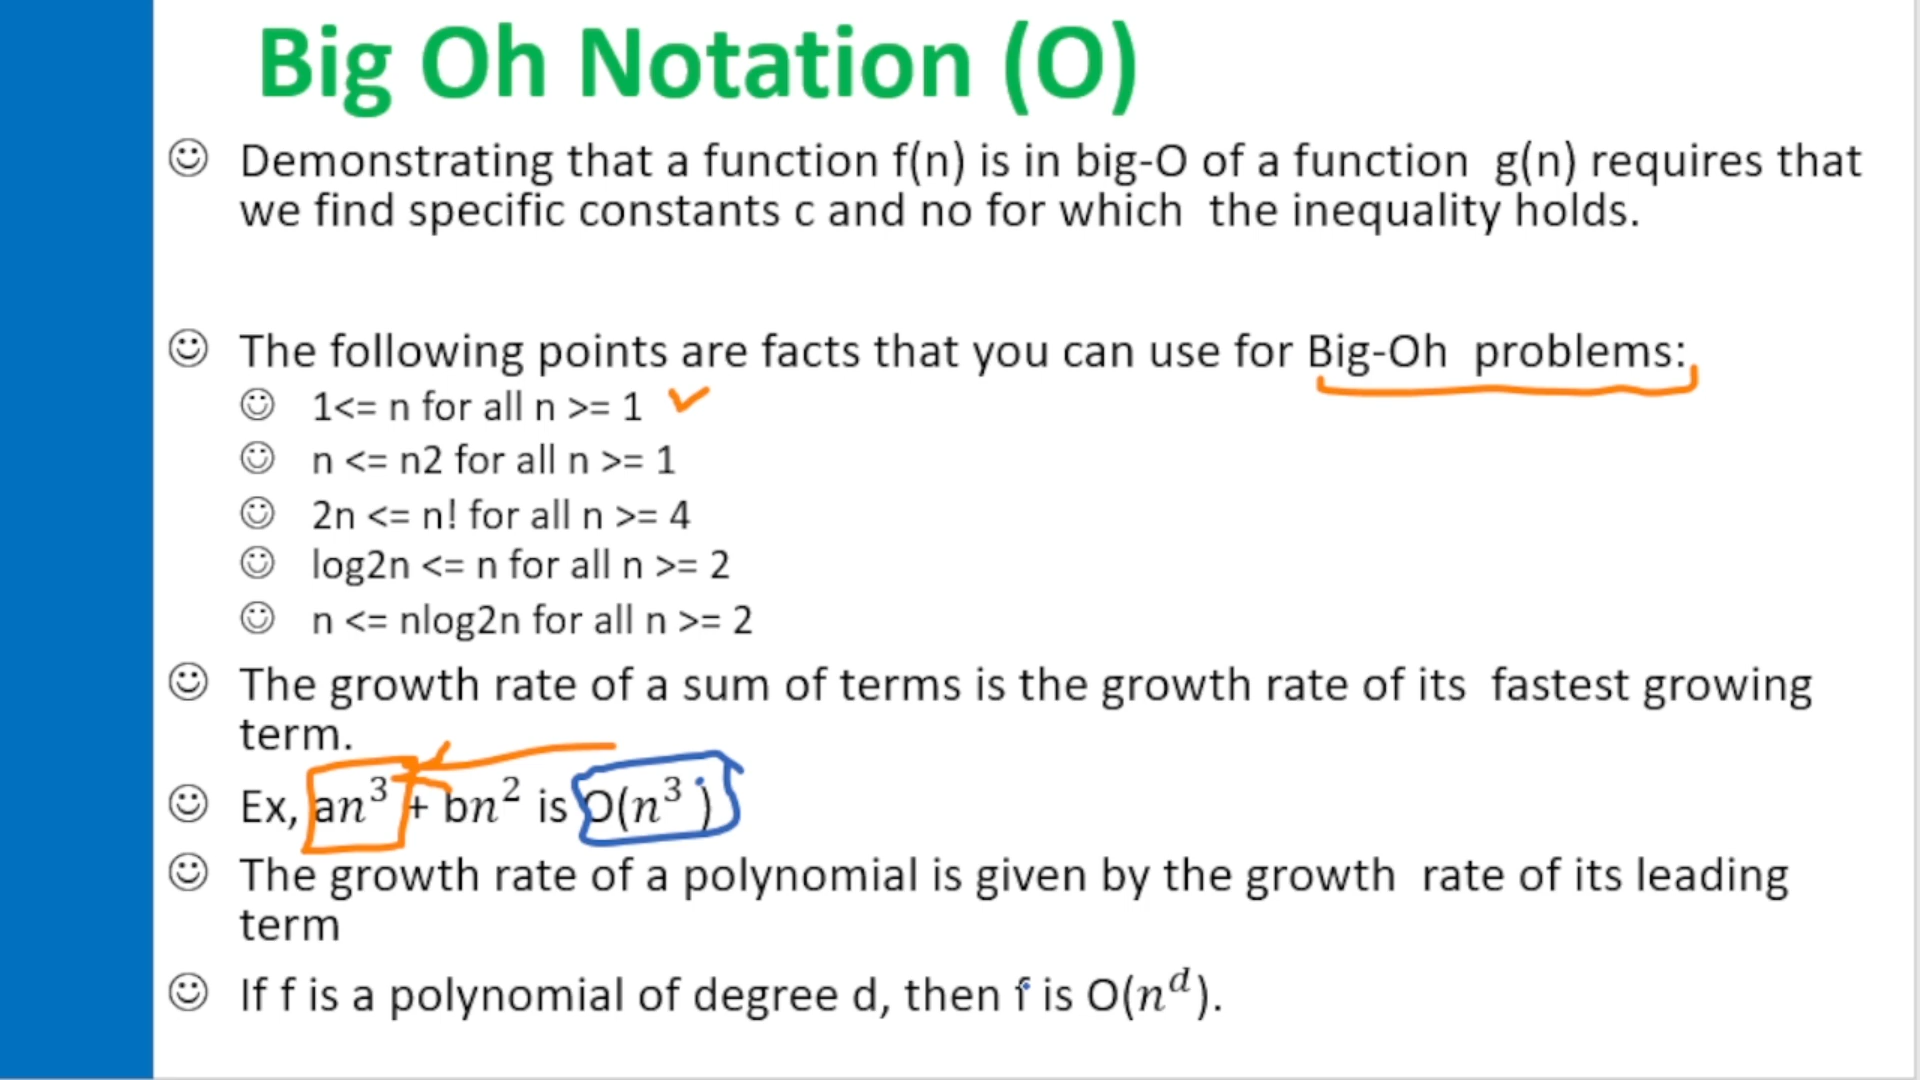 Big Oh Notation (O)
Demonstrating that a function f(n) is in big-O of a function g(n) requires that
we find specific constants c and no for which the inequality holds.
The following points are facts that you can use for Big-Oh problems:
1<= n for all n >= 1
n <= n2 for all n >= 1
2n <= n! for all n >= 4
log2n <= n for all n >= 2
n <= nlog2n for all n >= 2
The growth rate of a sum of terms is the growth rate of its fastest growing
term.
Ex, an³ + bn² is O(n³ )
The growth rate of a polynomial is given by the growth rate of its leading
term
If f is a polynomial of degree d, then f is O(nᵈ).